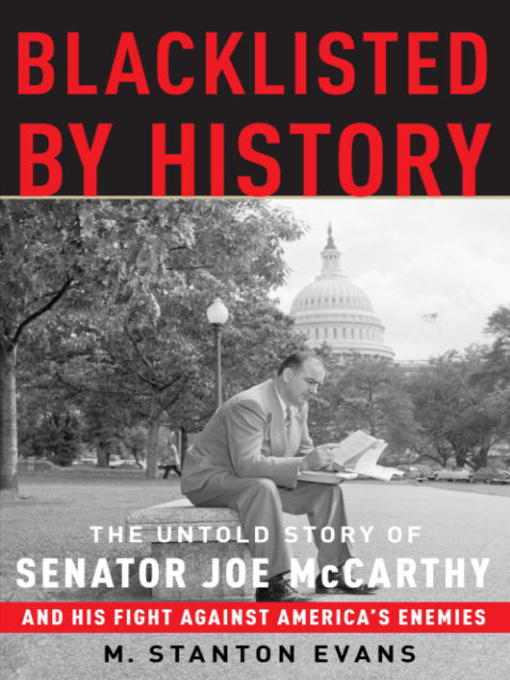 BLACKLISTED
BY HISTORY
THE UNTOLD STORY OF
SENATOR JOE McCARTHY
AND HIS FIGHT AGAINST AMERICA'S ENEMIES
M. STANTON EVANS